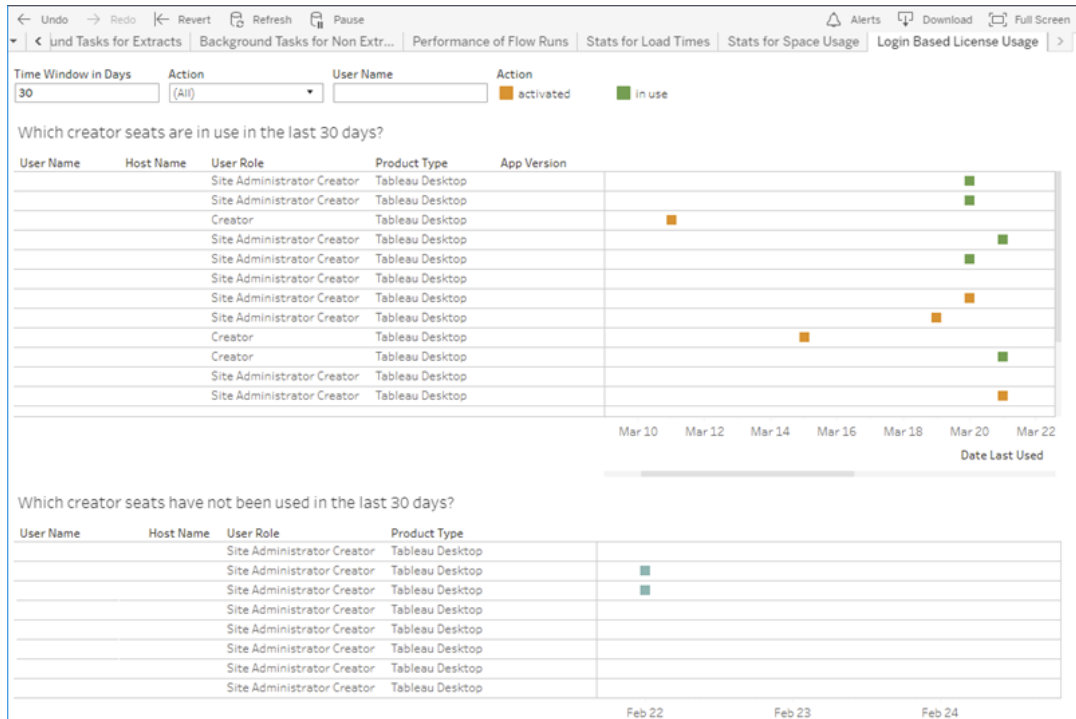 Undo Redo Revert Refresh Pause Alerts Download Full Screen
und Tasks for Extracts Background Tasks for Non Extr... Performance of Flow Runs Stats for Load Times Stats for Space Usage Login Based License Usage
Time Window in Days Action User Name Action
30 (All) activated in use
Which creator seats are in use in the last 30 days?
User Name Host Name User Role Product Type App Version
Site Administrator Creator Tableau Desktop
Site Administrator Creator Tableau Desktop
Creator Tableau Desktop
Site Administrator Creator Tableau Desktop
Site Administrator Creator Tableau Desktop
Site Administrator Creator Tableau Desktop
Site Administrator Creator Tableau Desktop
Site Administrator Creator Tableau Desktop
Creator Tableau Desktop
Creator Tableau Desktop
Site Administrator Creator Tableau Desktop
Site Administrator Creator Tableau Desktop
Mar 10 Mar 12 Mar 14 Mar 16 Mar 18 Mar 20 Mar 22
Date Last Used
Which creator seats have not been used in the last 30 days?
User Name Host Name User Role Product Type
Site Administrator Creator Tableau Desktop
Site Administrator Creator Tableau Desktop
Site Administrator Creator Tableau Desktop
Site Administrator Creator Tableau Desktop
Site Administrator Creator Tableau Desktop
Site Administrator Creator Tableau Desktop
Site Administrator Creator Tableau Desktop
Site Administrator Creator Tableau Desktop
Feb 22 Feb 23 Feb 24